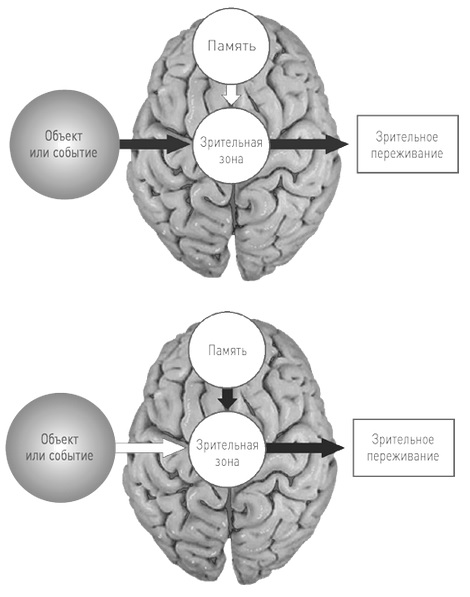 Память
Объект
или событие
Зрительная
зона
Зрительное
переживание
Память
Объект
или событие
Зрительная
зона
Зрительное
переживание